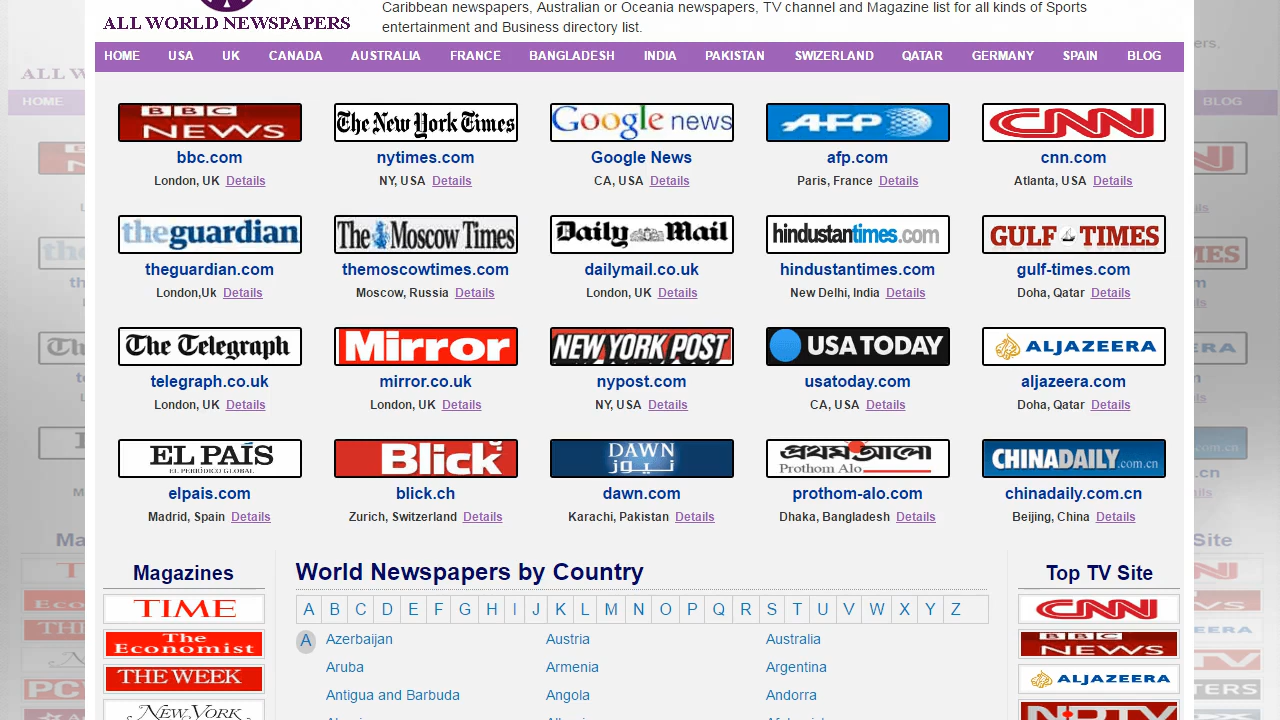 Caribbean newspapers, Australian or Oceania newspapers, TV channel and Magazine list for all kinds of Sports
ALL WORLD NEWSPAPERS
entertainment and Business directory list.
HOME USA UK CANADA AUSTRALIA FRANCE BANGLADESH INDIA PAKISTAN SWIZERLAND QATAR GERMANY SPAIN BLOG
BBC NEWS The New York Times Google news AFP CNN
bbc.com nytimes.com Google News afp.com cnn.com
London, UK Details NY, USA Details CA, USA Details Paris, France Details Atlanta, USA Details
theguardian The Moscow Times Daily Mail hindustantimes.com GULF TIMES
theguardian.com themoscowtimes.com dailymail.co.uk hindustantimes.com gulf-times.com
London,Uk Details Moscow, Russia Details London, UK Details New Delhi, India Details Doha, Qatar Details
The Telegraph Mirror NEW YORK POST USA TODAY ALJAZEERA
telegraph.co.uk mirror.co.uk nypost.com usatoday.com aljazeera.com
London, UK Details London, UK Details NY, USA Details CA, USA Details Doha, Qatar Details
EL PAÍS Blick DAWN প্রথম আলো CHINADAILY.com.cn
EL PERIÓDICO GLOBAL نیوز Prothom Alo
elpais.com blick.ch dawn.com prothom-alo.com chinadaily.com.cn
Madrid, Spain Details Zurich, Switzerland Details Karachi, Pakistan Details Dhaka, Bangladesh Details Beijing, China Details
Magazines
TIME
The Economist
THE WEEK
NEW YORK
World Newspapers by Country
A B C D E F G H I J K L M N O P Q R S T U V W X Y Z
A Azerbaijan Austria Australia
Aruba Armenia Argentina
Antigua and Barbuda Angola Andorra
Top TV Site
CNN
BBC NEWS
ALJAZEERA
NDTV